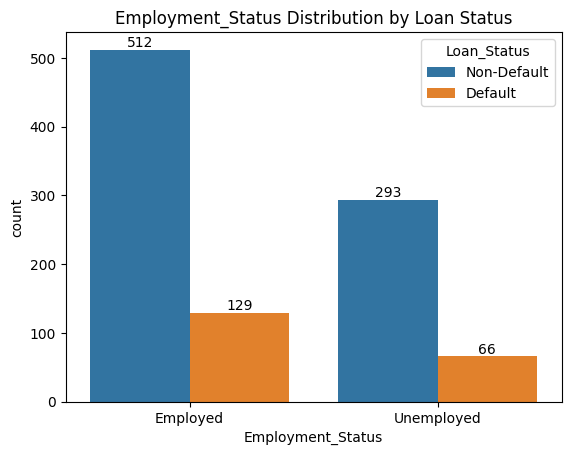 Employment_Status Distribution by Loan Status
Loan_Status
Non-Default
Default
count
500
400
300
200
100
0
512
129
293
66
Employed
Unemployed
Employment_Status